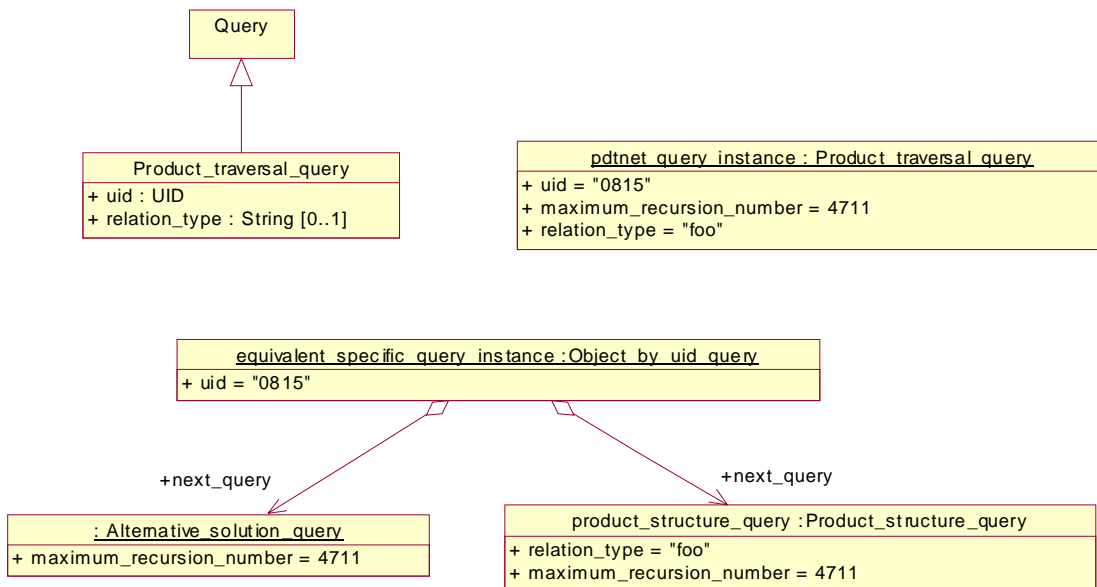 Query
Product_traversal_query
+ uid : UID
+ relation_type : String [0..1]
pdtnet_query_instance : Product_traversal_query
+ uid = "0815"
+ maximum_recursion_number = 4711
+ relation_type = "foo"
equivalent_specific_query_instance :Object_by_uid_query
+ uid = "0815"
+next_query
+next_query
: Alternative_solution_query
+ maximum_recursion_number = 4711
product_structure_query :Product_structure_query
+ relation_type = "foo"
+ maximum_recursion_number = 4711